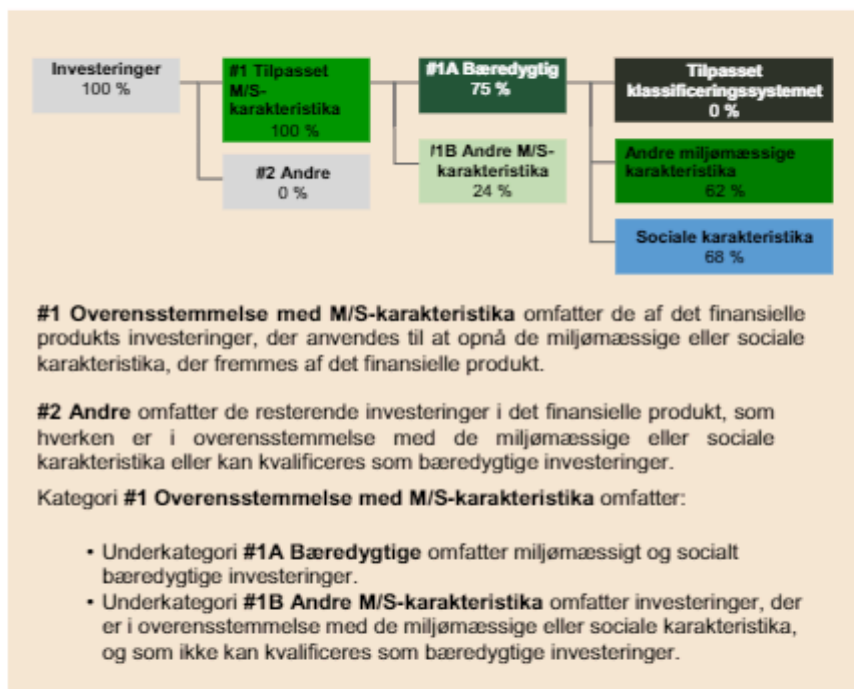 Investeringer
100 %
#1 Tilpasset
M/S-
karakteristika
100 %
#2 Andre
0 %
#1A Bæredygtig
75 %
/1B Andre M/S-
karakteristika
24 %
Tilpasset
klassificeringssystemet
0 %
Andre miljømæssige
karakteristika
62 %
Sociale karakteristika
68 %
#1 Overensstemmelse med M/S-karakteristika omfatter de af det finansielle
produkts investeringer, der anvendes til at opnå de miljømæssige eller sociale
karakteristika, der fremmes af det finansielle produkt.
#2 Andre omfatter de resterende investeringer i det finansielle produkt, som
hverken er i overensstemmelse med de miljømæssige eller sociale
karakteristika eller kan kvalificeres som bæredygtige investeringer.
Kategori #1 Overensstemmelse med M/S-karakteristika omfatter:
• Underkategori #1A Bæredygtige omfatter miljømæssigt og socialt
bæredygtige investeringer.
• Underkategori #1B Andre M/S-karakteristika omfatter investeringer, der
er i overensstemmelse med de miljømæssige eller sociale karakteristika,
og som ikke kan kvalificeres som bæredygtige investeringer.